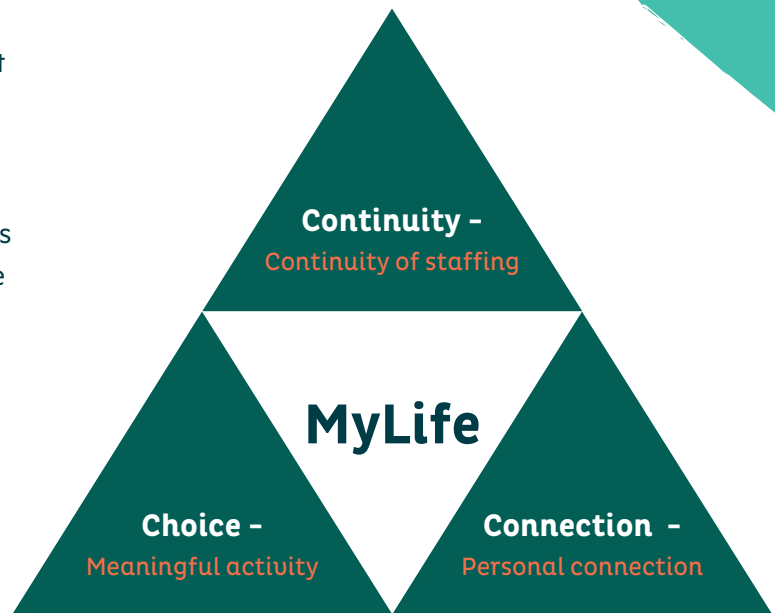 Continuity -
Continuity of staffing
MyLife
Choice -
Meaningful activity
Connection -
Personal connection